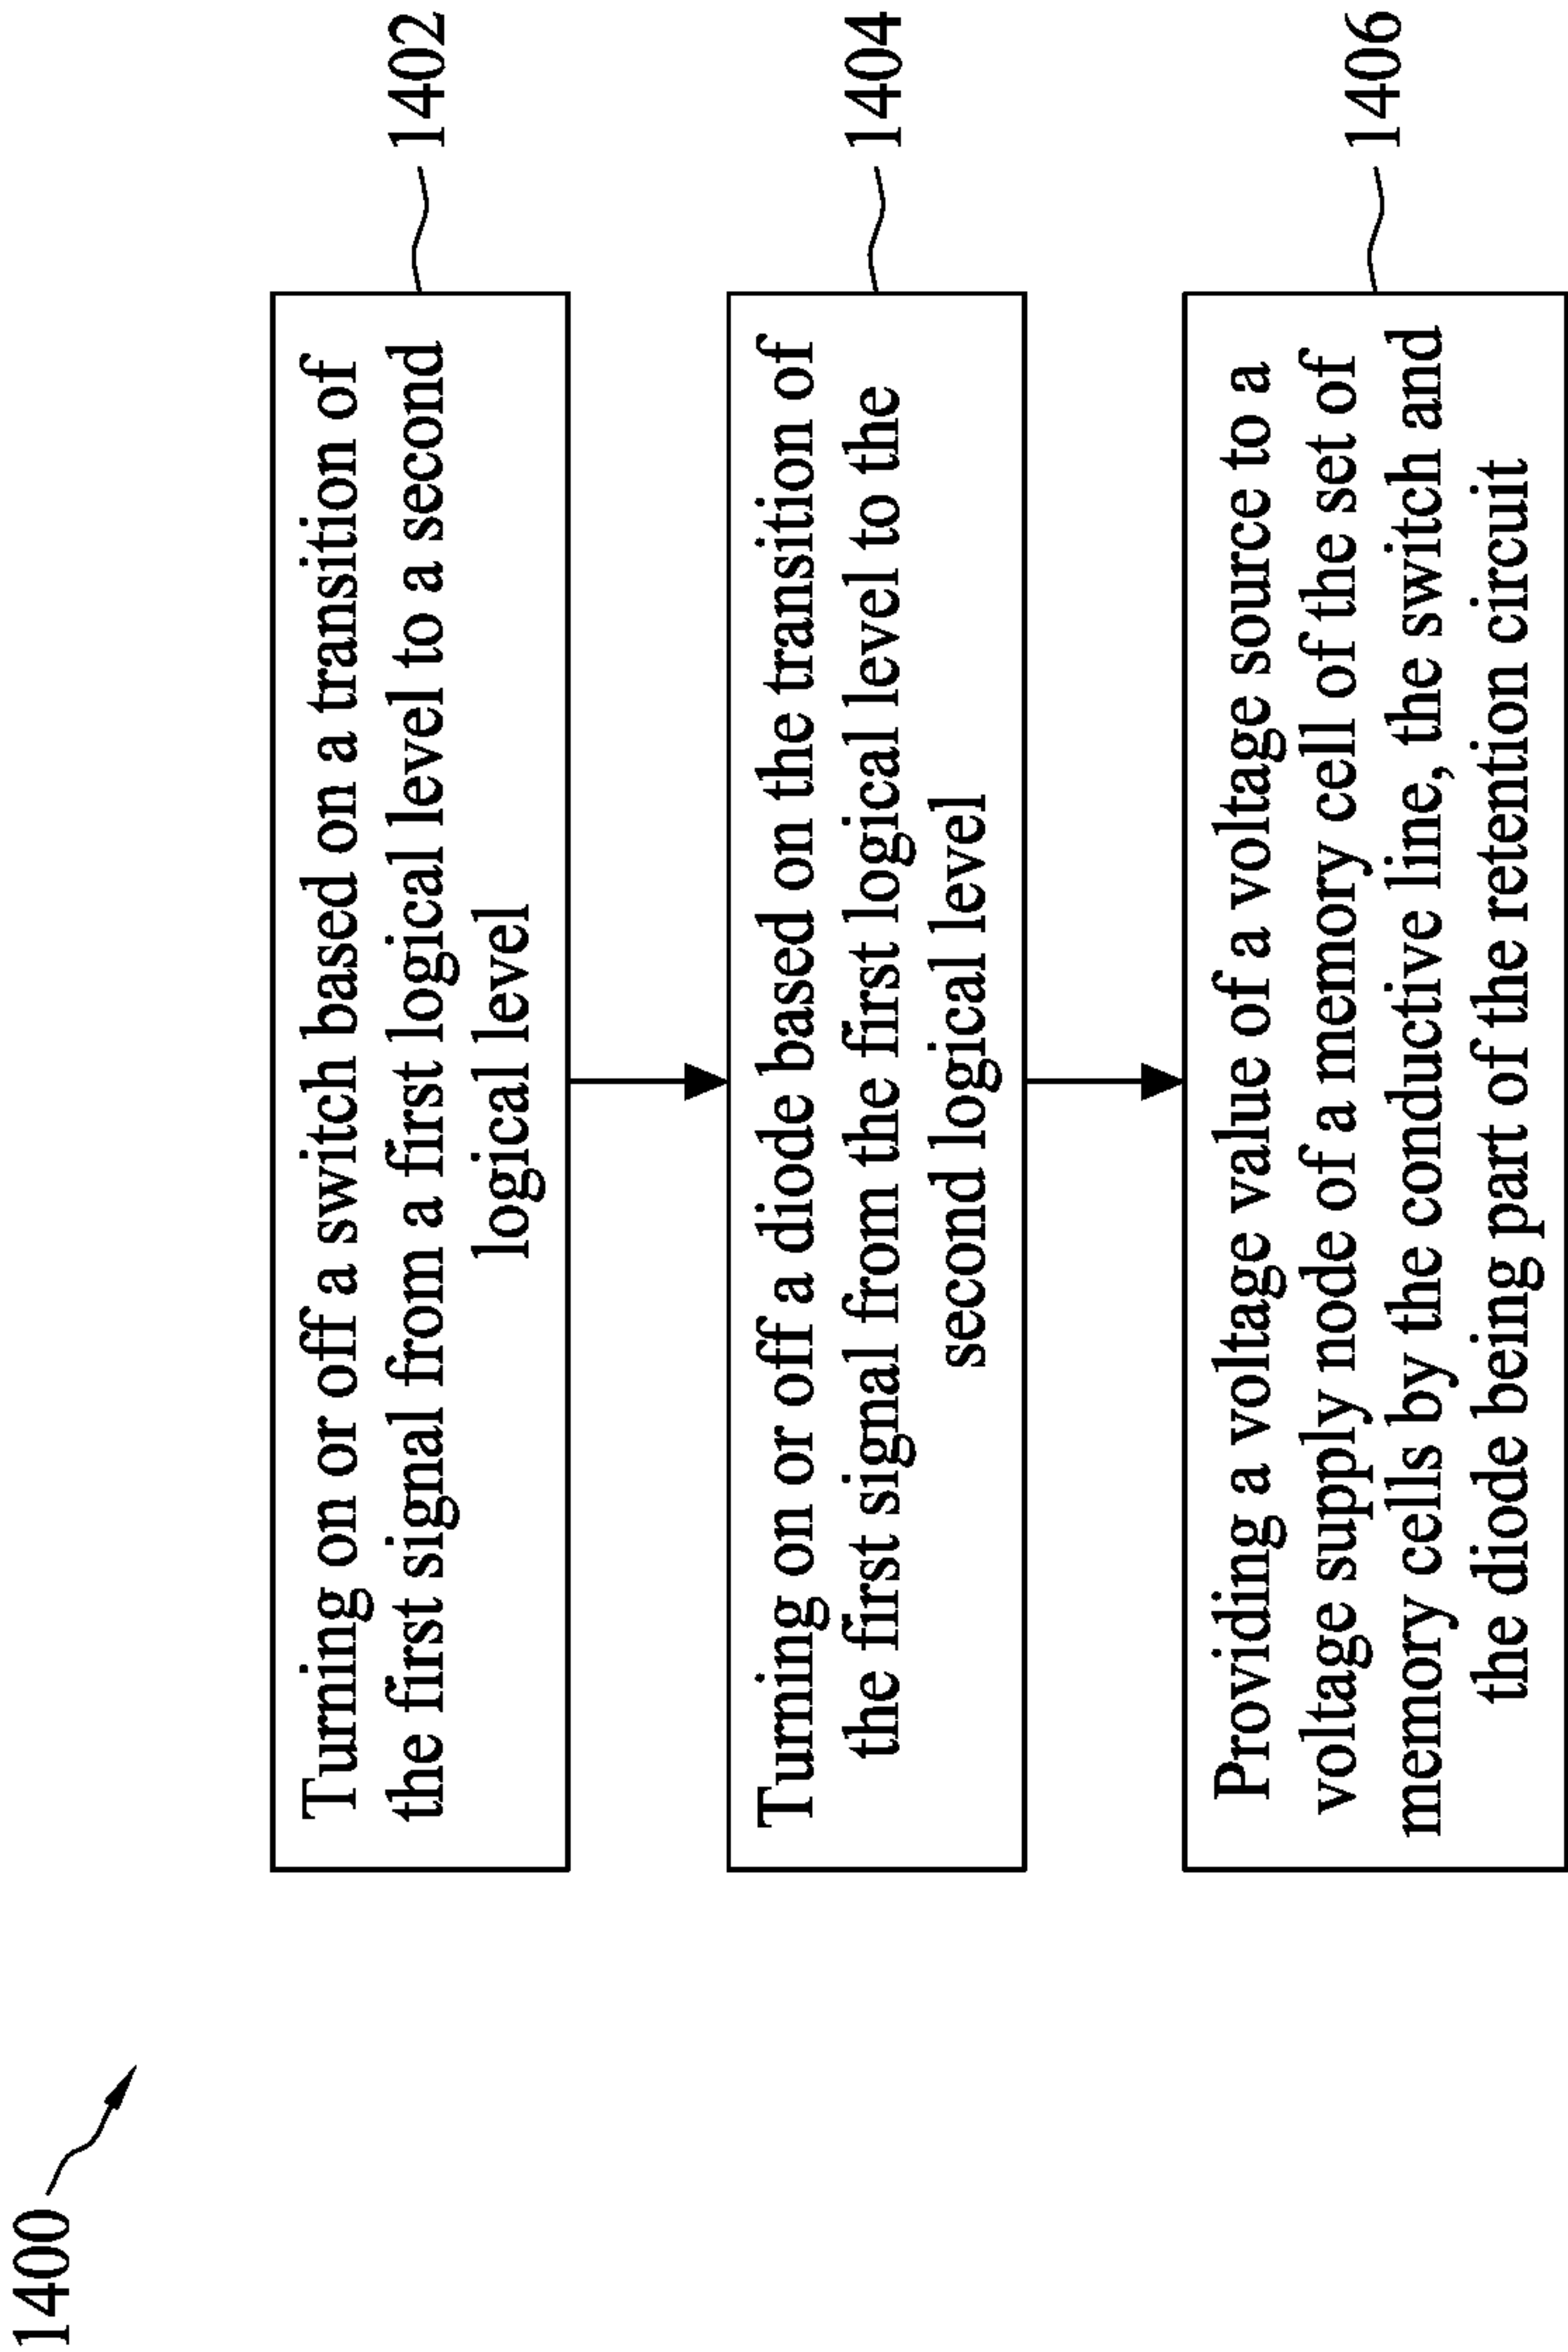 1400
Turning on or off a switch based on a transition of
the first signal from a first logical level to a second
logical level
1402
Turning on or off a diode based on the transition of
the first signal from the first logical level to the
second logical level
1404
Providing a voltage value of a voltage source to a
voltage supply node of a memory cell of the set of
memory cells by the conductive line, the switch and
the diode being part of the retention circuit
1406